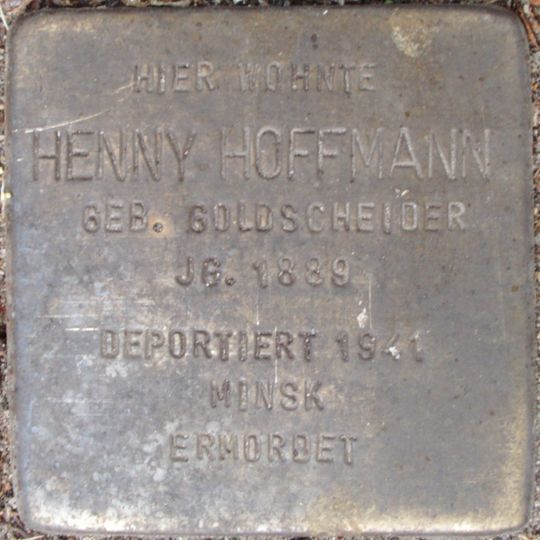 HIER WOHNTE
HENNY HOFFMANN
GEB. GOLDSCHEIDER
JG. 1889
DEPORTIERT 1941
MINSK
ERMORDET